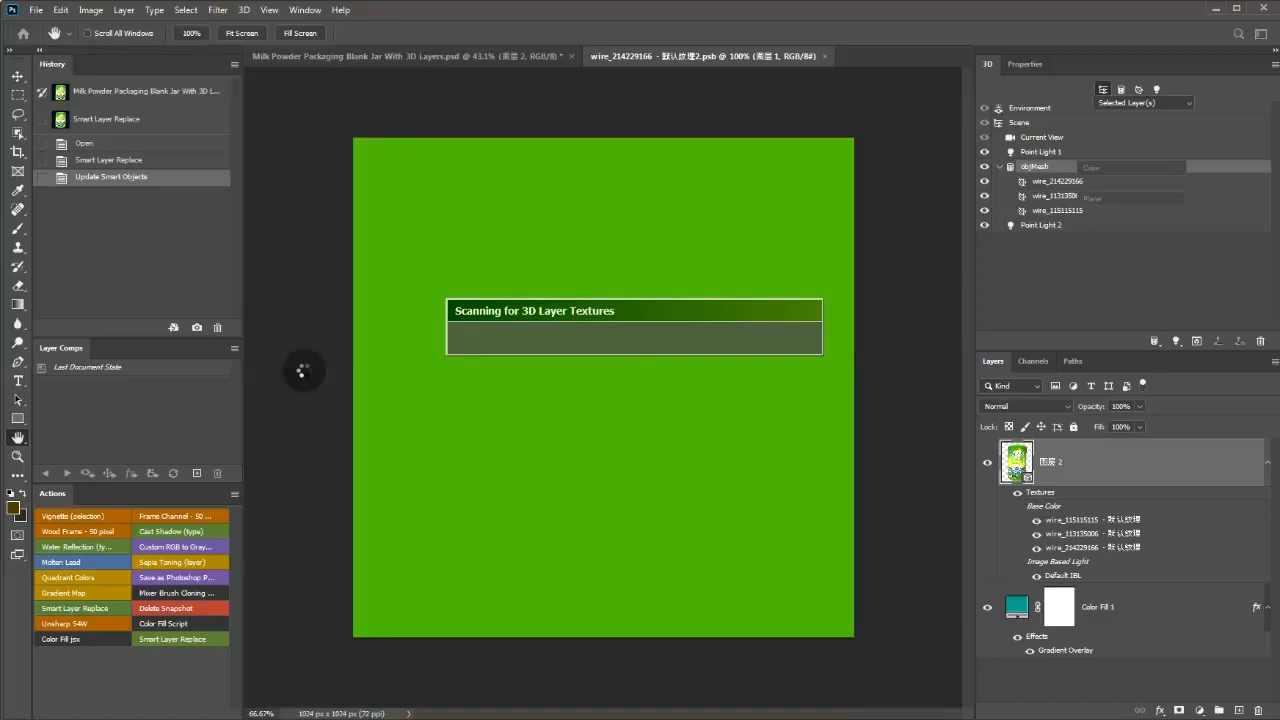 Ps File Edit Image Layer Type Select Filter 3D View Window Help
Scroll All Windows 100% Fit Screen Fill Screen
Milk Powder Packaging Blank Jar With 3D Layers.psd @ 43.1% (图层 2, RGB/8) * ×
wire_214229166 - 默认纹理2.psb @ 100% (图层 1, RGB/8#) ×
History
Milk Powder Packaging Blank Jar With 3D L...
Smart Layer Replace
Open
Smart Layer Replace
Update Smart Objects
Layer Comps
Last Document State
Actions
Vignette (selection) Frame Channel - 50 ...
Wood Frame - 50 pixel Cast Shadow (type)
Water Reflection (ty... Custom RGB to Gray...
Molten Lead Sepia Toning (layer)
Quadrant Colors Save as Photoshop P...
Gradient Map Mixer Brush Cloning ...
Smart Layer Replace Delete Snapshot
Unsharp S4W Color Fill Script
Color Fill jsx Smart Layer Replace
Scanning for 3D Layer Textures
66.67% 1024 px × 1024 px (72 ppi)
3D Properties
Selected Layer(s)
Environment
Scene
Current View
Point Light 1
objMesh
wire_214229166
Plane
wire_115115115
Point Light 2
Layers Channels Paths
Kind
Normal Opacity: 100%
Lock: Fill: 100%
图层 2
Textures
Base Color
wire_115115115 - 默认纹理
wire_113135006 - 默认纹理
wire_214229166 - 默认纹理
Image Based Light
Default IBL
Color Fill 1 fx
Effects
Gradient Overlay